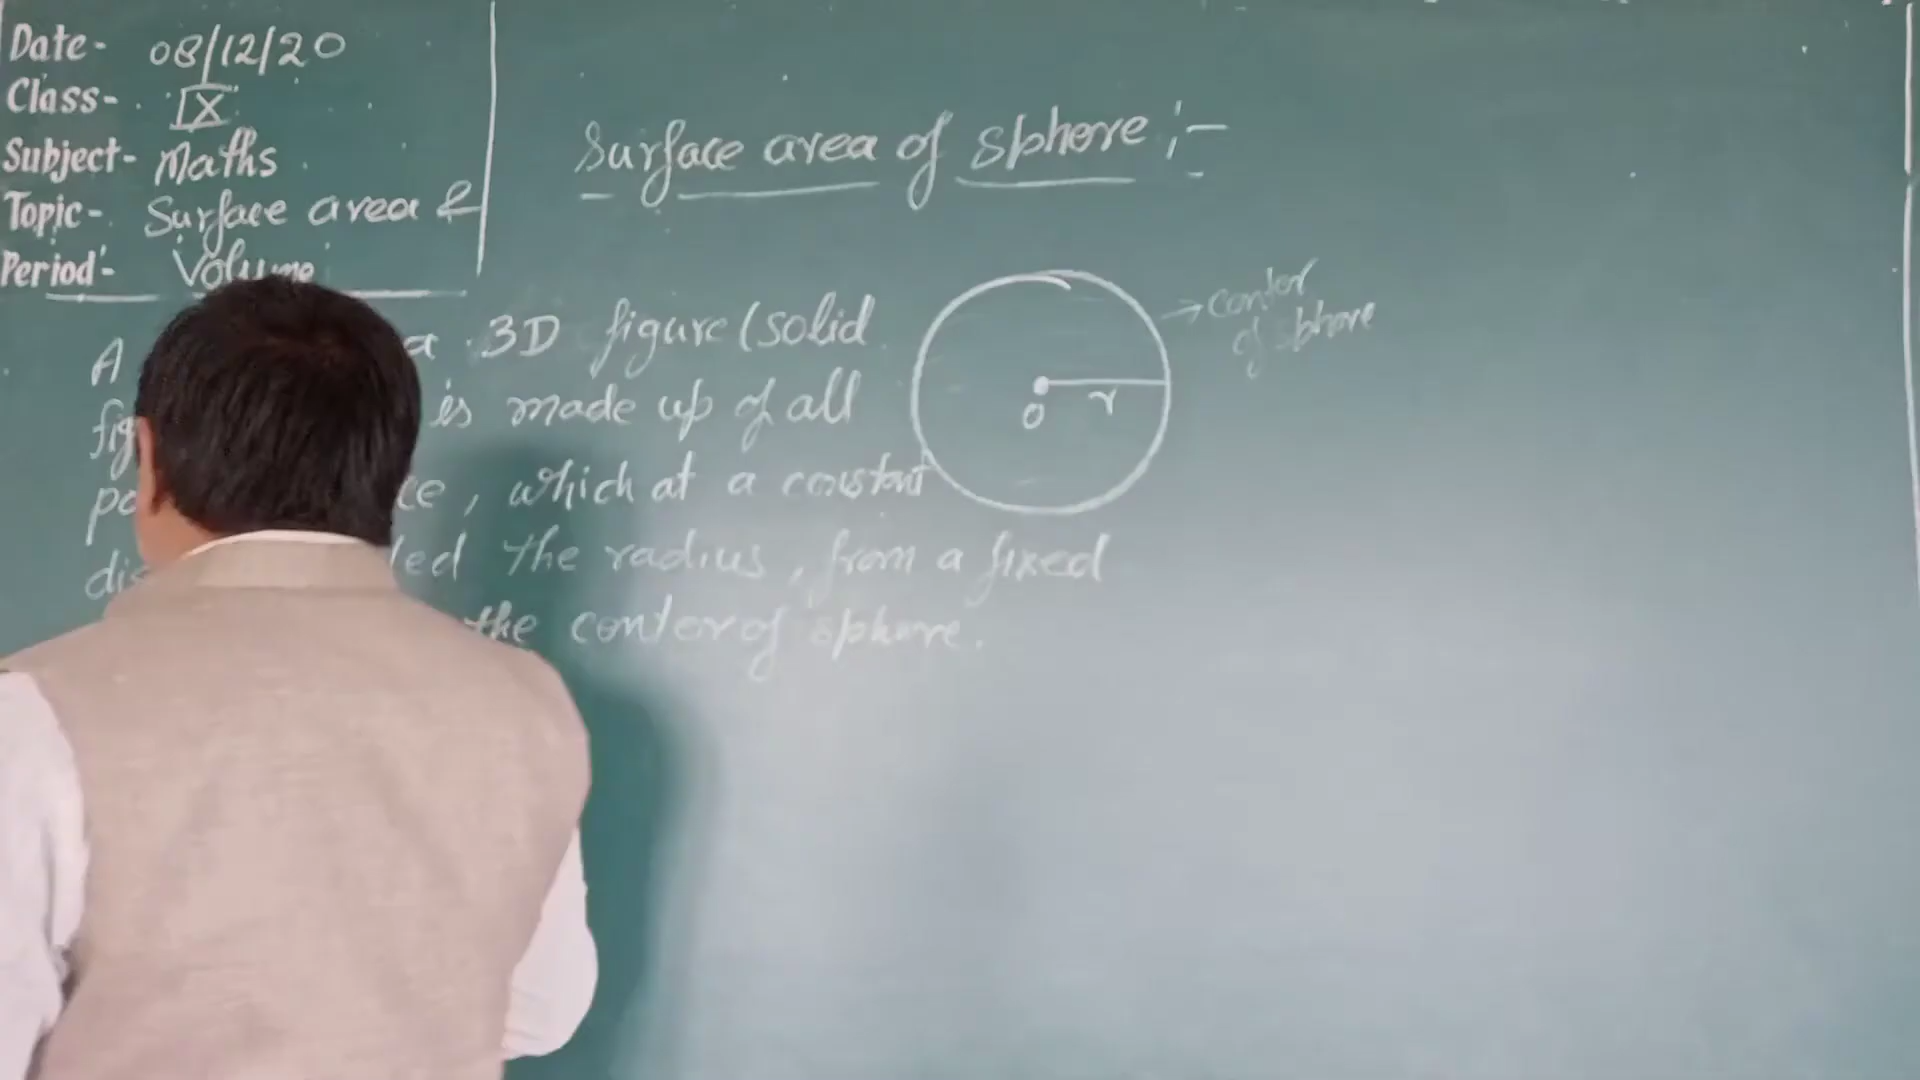 Date- 08/12/20
Class- IX
Subject- Maths
Topic- Surface area &
Period- Volume
Surface area of sphere :-
A a 3D figure (solid
is made up of all
, which at a constant
the radius, from a fixed
the center of sphere.
→ center
of sphere
O r